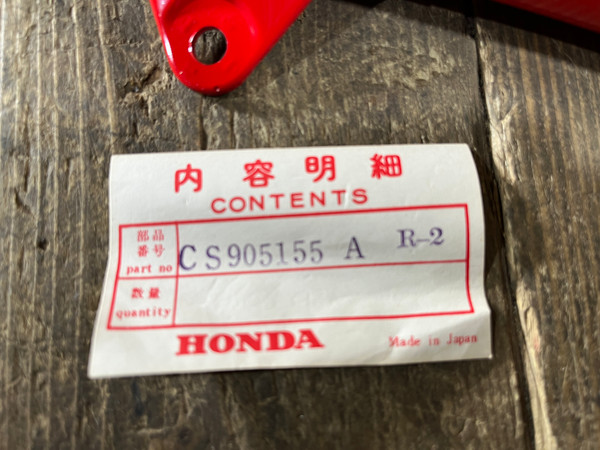 内容明細
CONTENTS
部品
番号
part no
CS905155 A R-2
数量
quantity
HONDA
Made in Japan